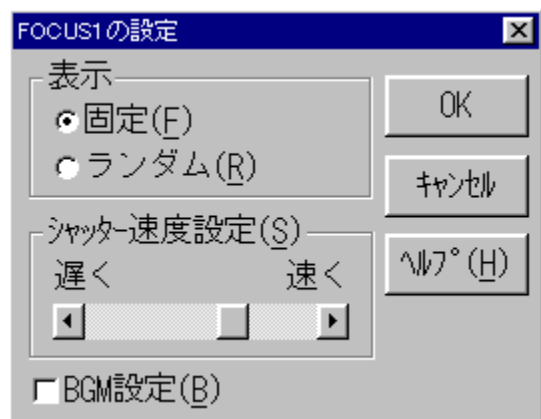 FOCUS1の設定
表示
固定(F)
ランダム(R)
OK
ｷｬﾝｾﾙ
ﾍﾙﾌﾟ(H)
ｼｬｯﾀｰ速度設定(S)
遅く 速く
BGM設定(B)